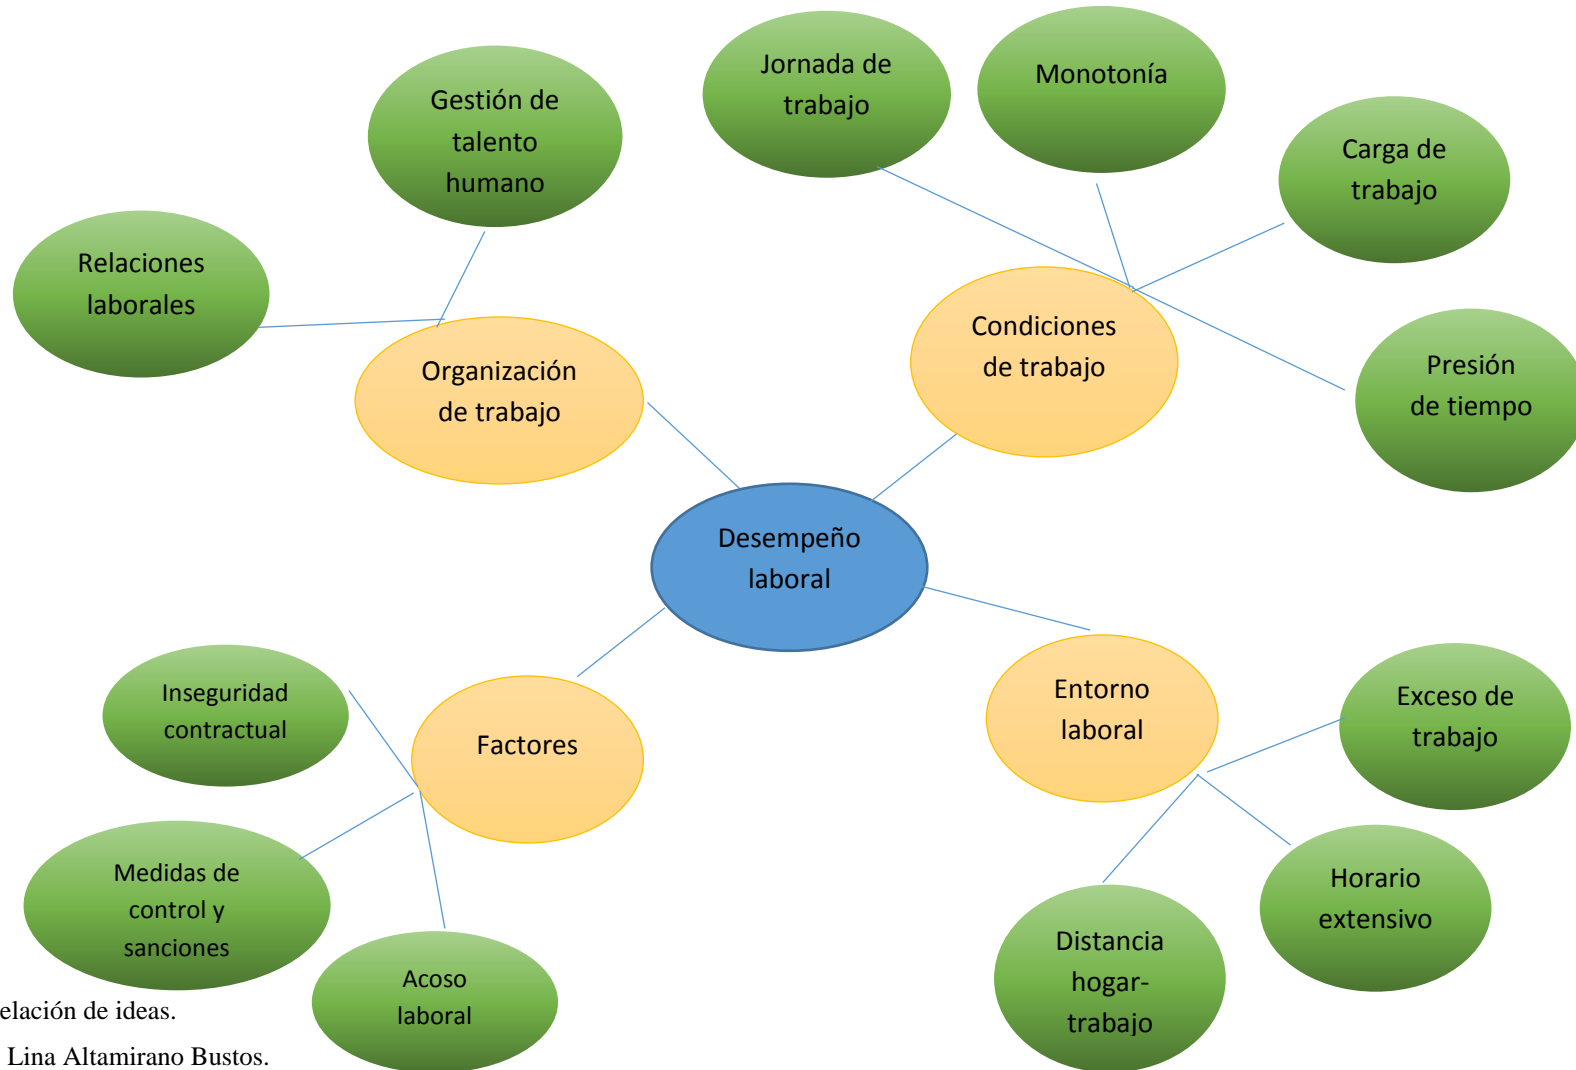 Gestión de
talento
humano
Jornada de
trabajo
Monotonía
Carga de
trabajo
Relaciones
laborales
Organización
de trabajo
Condiciones
de trabajo
Presión
de tiempo
Desempeño
laboral
Inseguridad
contractual
Factores
Entorno
laboral
Exceso de
trabajo
Medidas de
control y
sanciones
Acoso
laboral
Distancia
hogar-
trabajo
Horario
extensivo
elación de ideas.
Lina Altamirano Bustos.